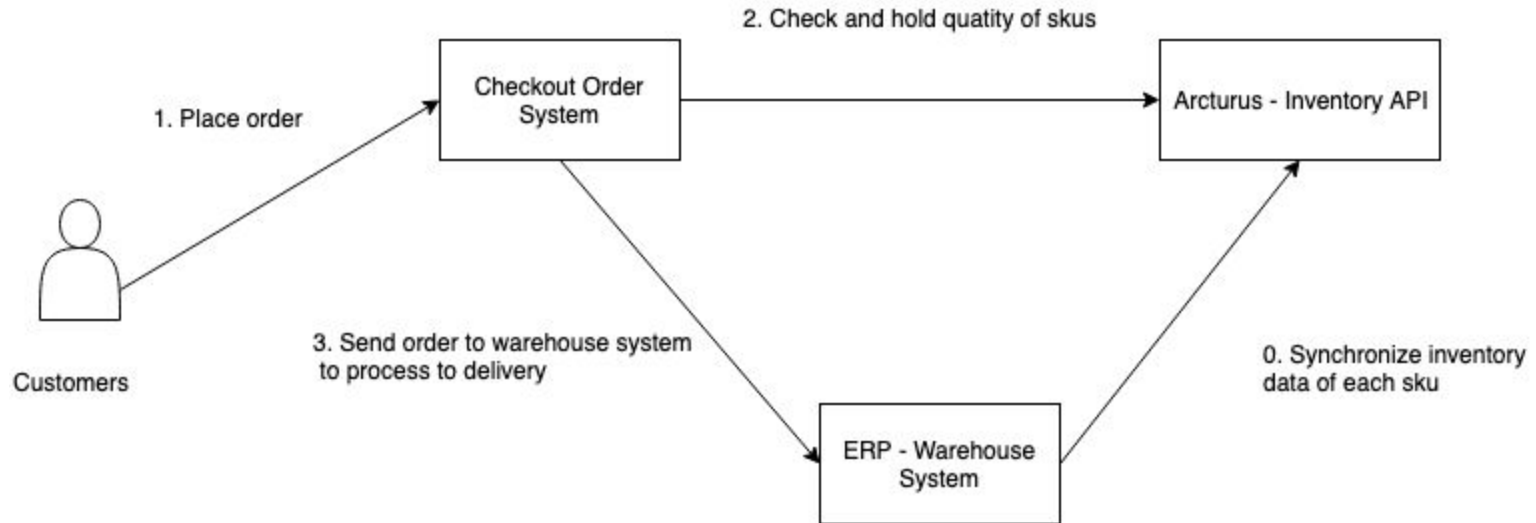 2. Check and hold quatity of skus
Checkout Order
System
Arcturus - Inventory API
1. Place order
3. Send order to warehouse system
to process to delivery
0. Synchronize inventory
data of each sku
Customers
ERP - Warehouse
System